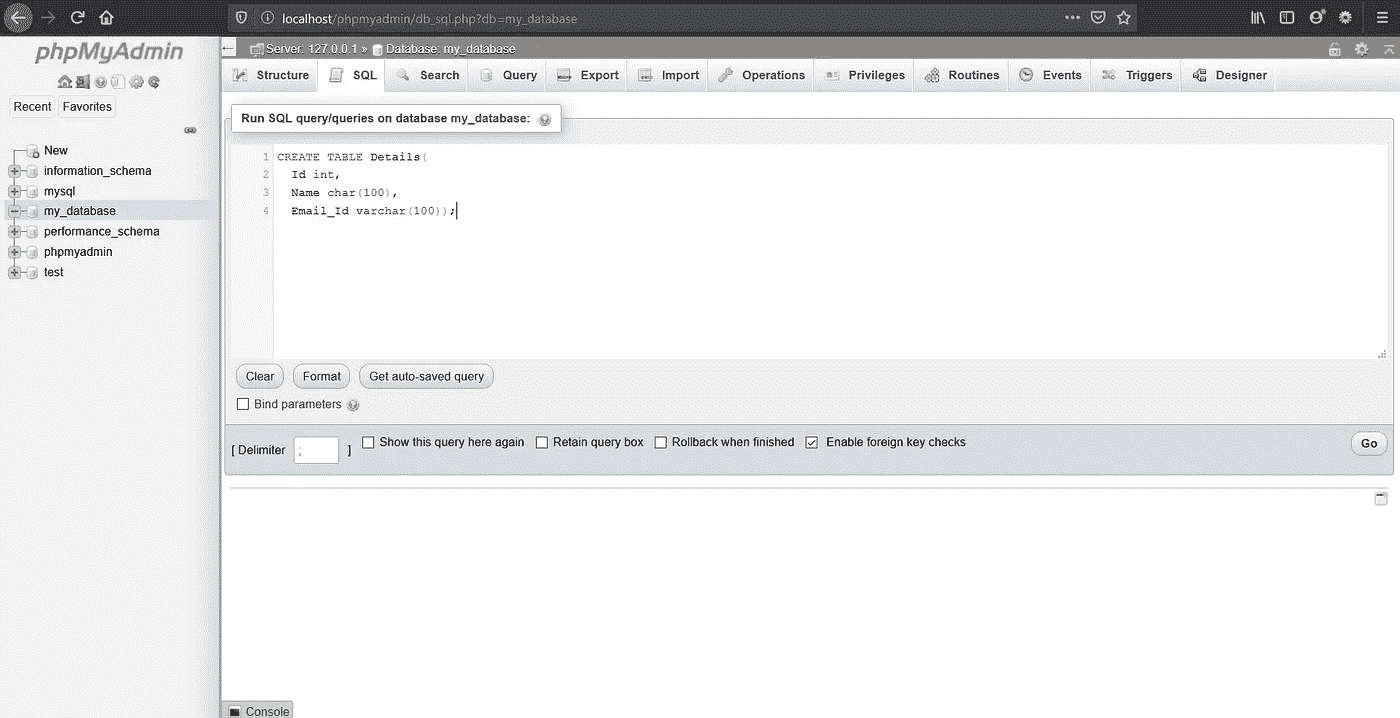 localhost/phpmyadmin/db_sql.php?db=my_database
phpMyAdmin
Recent Favorites
New
information_schema
mysql
my_database
performance_schema
phpmyadmin
test
Server: 127.0.0.1 » Database: my_database
Structure SQL Search Query Export Import Operations Privileges Routines Events Triggers Designer
Run SQL query/queries on database my_database:
1 CREATE TABLE Details(
2 Id int,
3 Name char(100),
4 Email_Id varchar(100));
Clear Format Get auto-saved query
Bind parameters
[ Delimiter ; ] Show this query here again Retain query box Rollback when finished Enable foreign key checks Go
Console